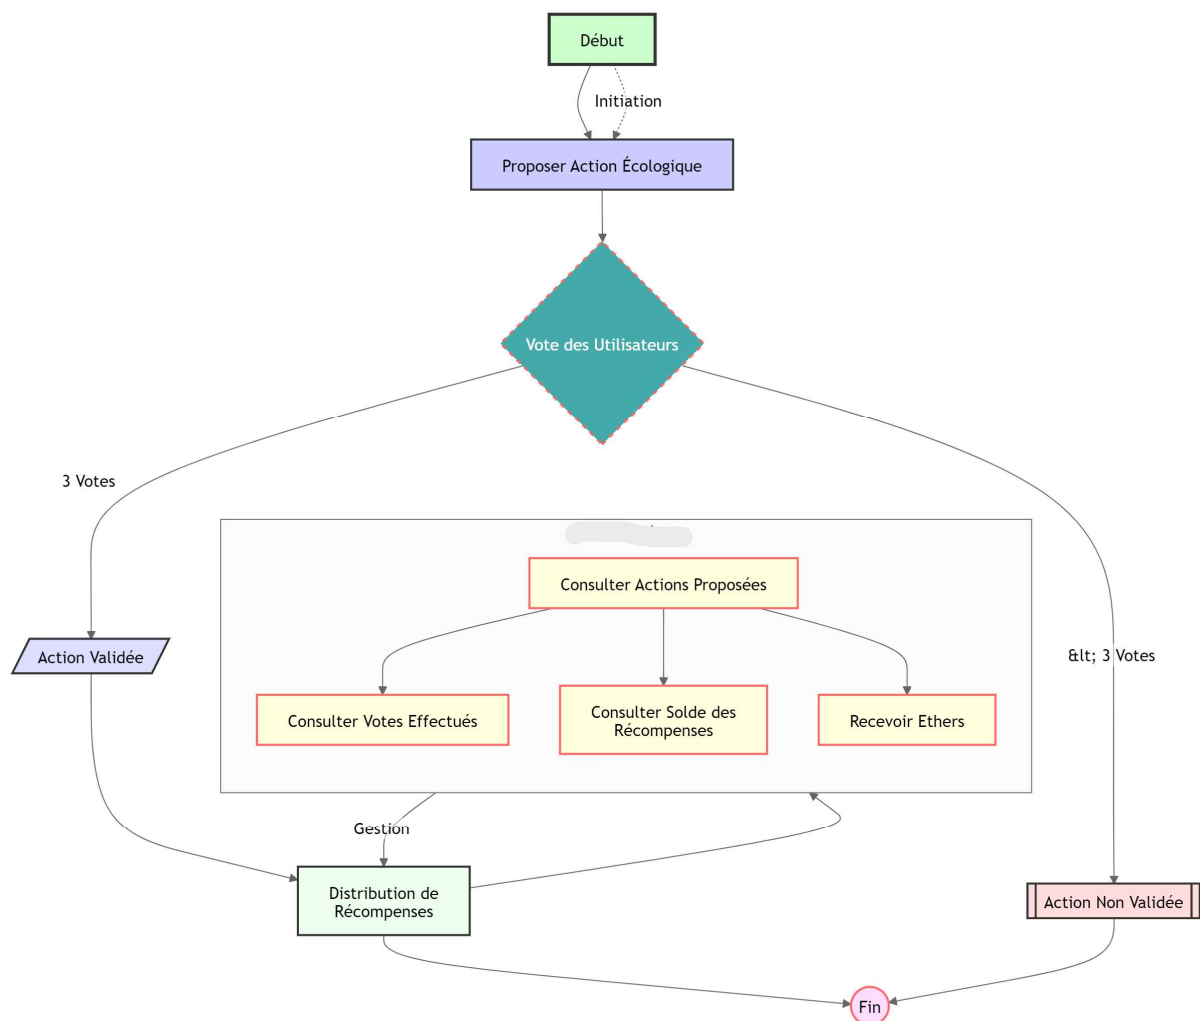 Début
Initiation
Proposer Action Écologique
Vote des Utilisateurs
3 Votes
Consulter Actions Proposées
Action Validée
&lt; 3 Votes
Consulter Votes Effectués
Consulter Solde des
Récompenses
Recevoir Ethers
Gestion
Distribution de
Récompenses
Action Non Validée
Fin